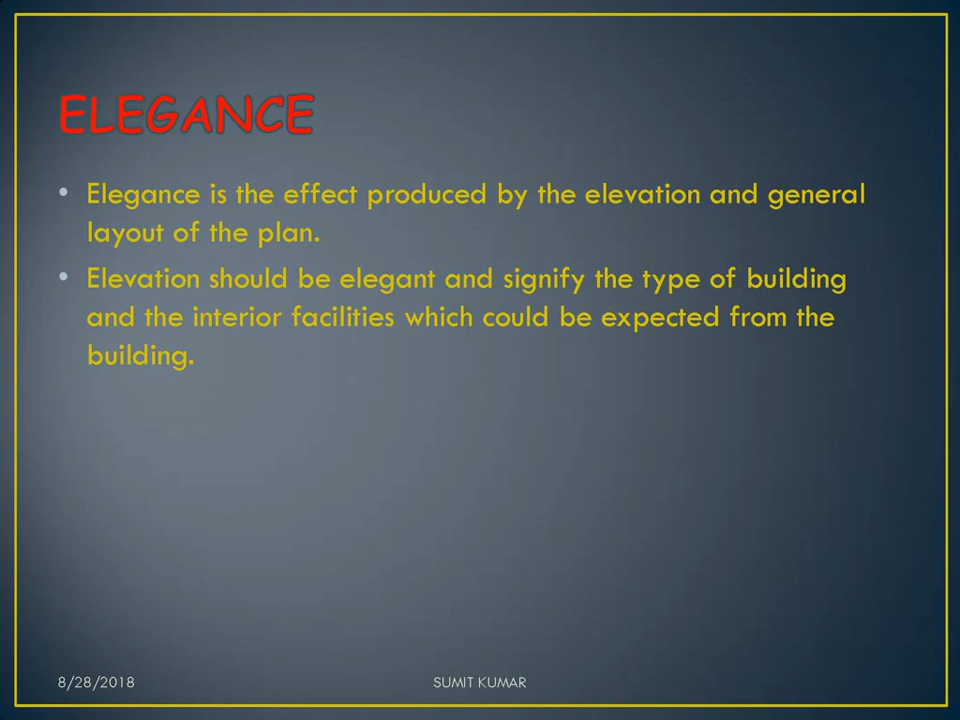 ELEGANCE
• Elegance is the effect produced by the elevation and general
layout of the plan.
• Elevation should be elegant and signify the type of building
and the interior facilities which could be expected from the
building.
8/28/2018
SUMIT KUMAR